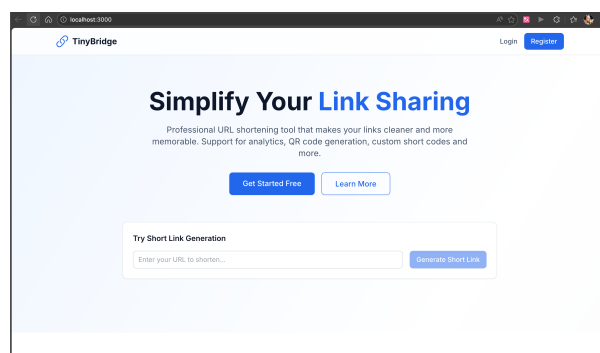 localhost:3000
TinyBridge
Login
Register
Simplify Your Link Sharing
Professional URL shortening tool that makes your links cleaner and more
memorable. Support for analytics, QR code generation, custom short codes and
more.
Get Started Free
Learn More
Try Short Link Generation
Enter your URL to shorten...
Generate Short Link